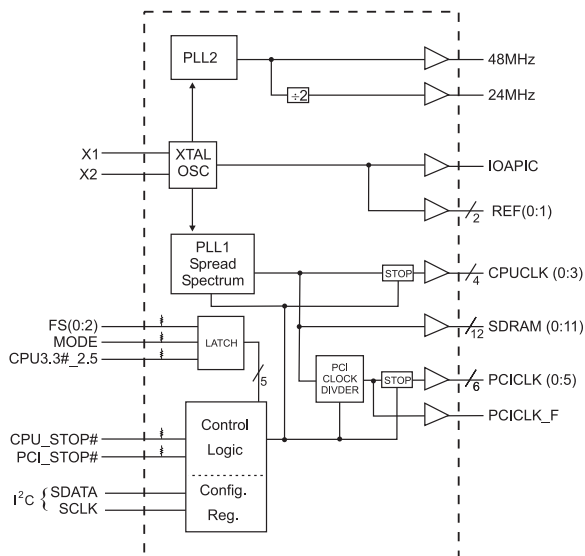 PLL2
48MHz
÷2
24MHz
X1
X2
XTAL
OSC
IOAPIC
REF(0:1)
2
PLL1
Spread
Spectrum
STOP
CPUCLK (0:3)
4
FS(0:2)
MODE
CPU3.3#_2.5
LATCH
SDRAM (0:11)
12
5
PCI
CLOCK
DIVDER
STOP
PCICLK (0:5)
6
PCICLK_F
CPU_STOP#
PCI_STOP#
Control
Logic
I²C { SDATA
SCLK
Config.
Reg.